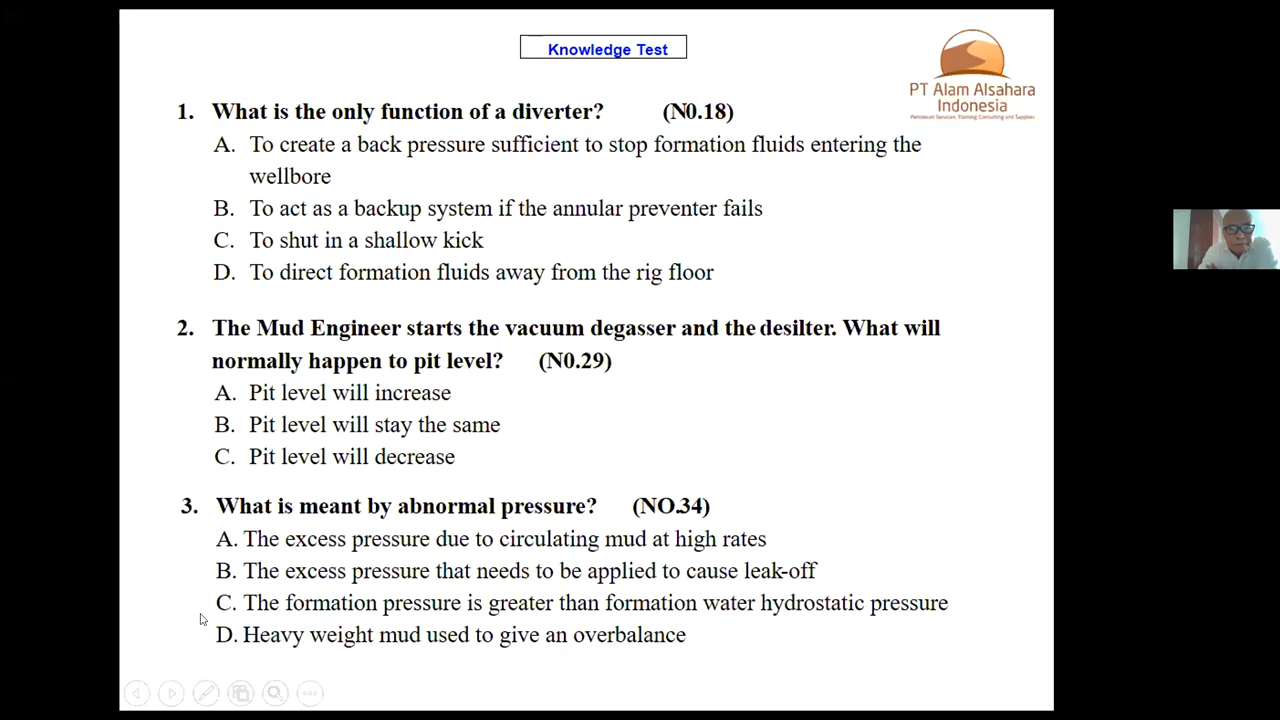 Knowledge Test
PT Alam Alsahara
Indonesia
Petroleum Services, Training, Consulting and Supplies
1. What is the only function of a diverter? (N0.18)
A. To create a back pressure sufficient to stop formation fluids entering the
wellbore
B. To act as a backup system if the annular preventer fails
C. To shut in a shallow kick
D. To direct formation fluids away from the rig floor
2. The Mud Engineer starts the vacuum degasser and the desilter. What will
normally happen to pit level? (N0.29)
A. Pit level will increase
B. Pit level will stay the same
C. Pit level will decrease
3. What is meant by abnormal pressure? (NO.34)
A. The excess pressure due to circulating mud at high rates
B. The excess pressure that needs to be applied to cause leak-off
C. The formation pressure is greater than formation water hydrostatic pressure
D. Heavy weight mud used to give an overbalance